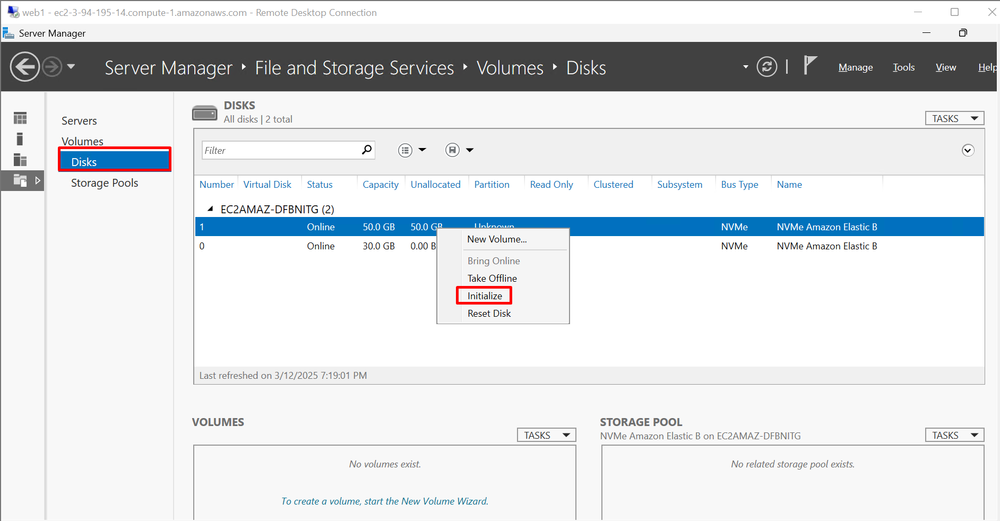 web1 - ec2-3-94-195-14.compute-1.amazonaws.com - Remote Desktop Connection
Server Manager
Server Manager ▸ File and Storage Services ▸ Volumes ▸ Disks
Manage Tools View Help
Servers
Volumes
Disks
Storage Pools
DISKS
All disks | 2 total
TASKS
Filter
Number Virtual Disk Status Capacity Unallocated Partition Read Only Clustered Subsystem Bus Type Name
EC2AMAZ-DFBNITG (2)
1 Online 50.0 GB 50.0 GB Unknown NVMe NVMe Amazon Elastic B
0 Online 30.0 GB 0.00 B NVMe NVMe Amazon Elastic B
New Volume...
Bring Online
Take Offline
Initialize
Reset Disk
Last refreshed on 3/12/2025 7:19:01 PM
VOLUMES
TASKS
No volumes exist.
To create a volume, start the New Volume Wizard.
STORAGE POOL
NVMe Amazon Elastic B on EC2AMAZ-DFBNITG
TASKS
No related storage pool exists.